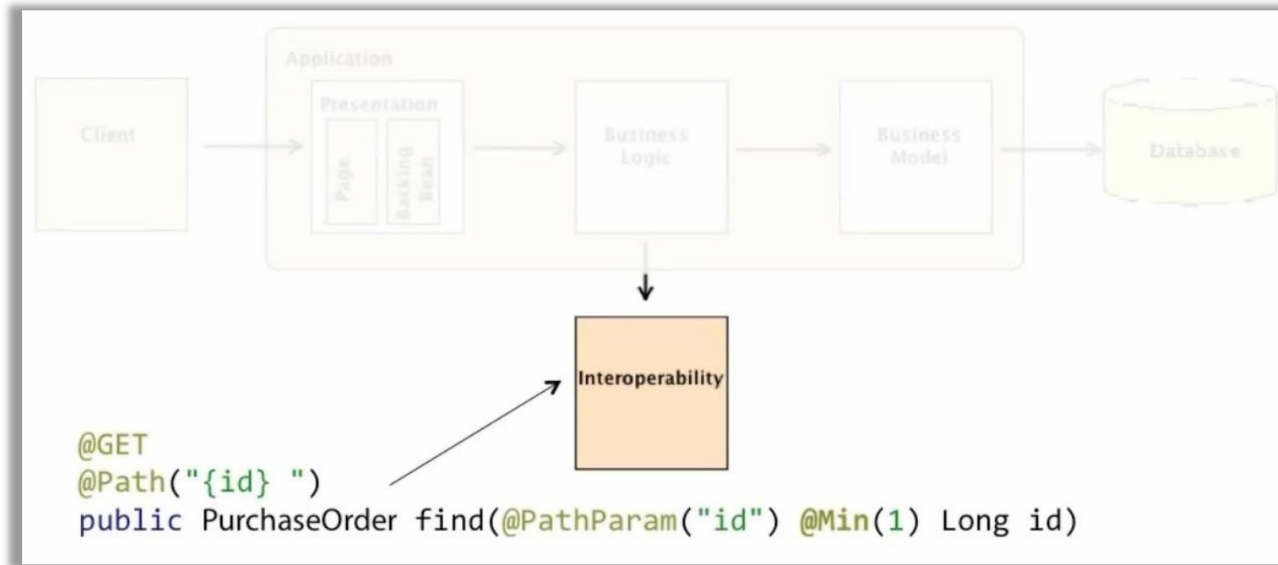 Application
Client
Presentation
Page
Backing
Bean
Business
Logic
Business
Model
Database
Interoperability
@GET
@Path("{id} ")
public PurchaseOrder find(@PathParam("id") @Min(1) Long id)